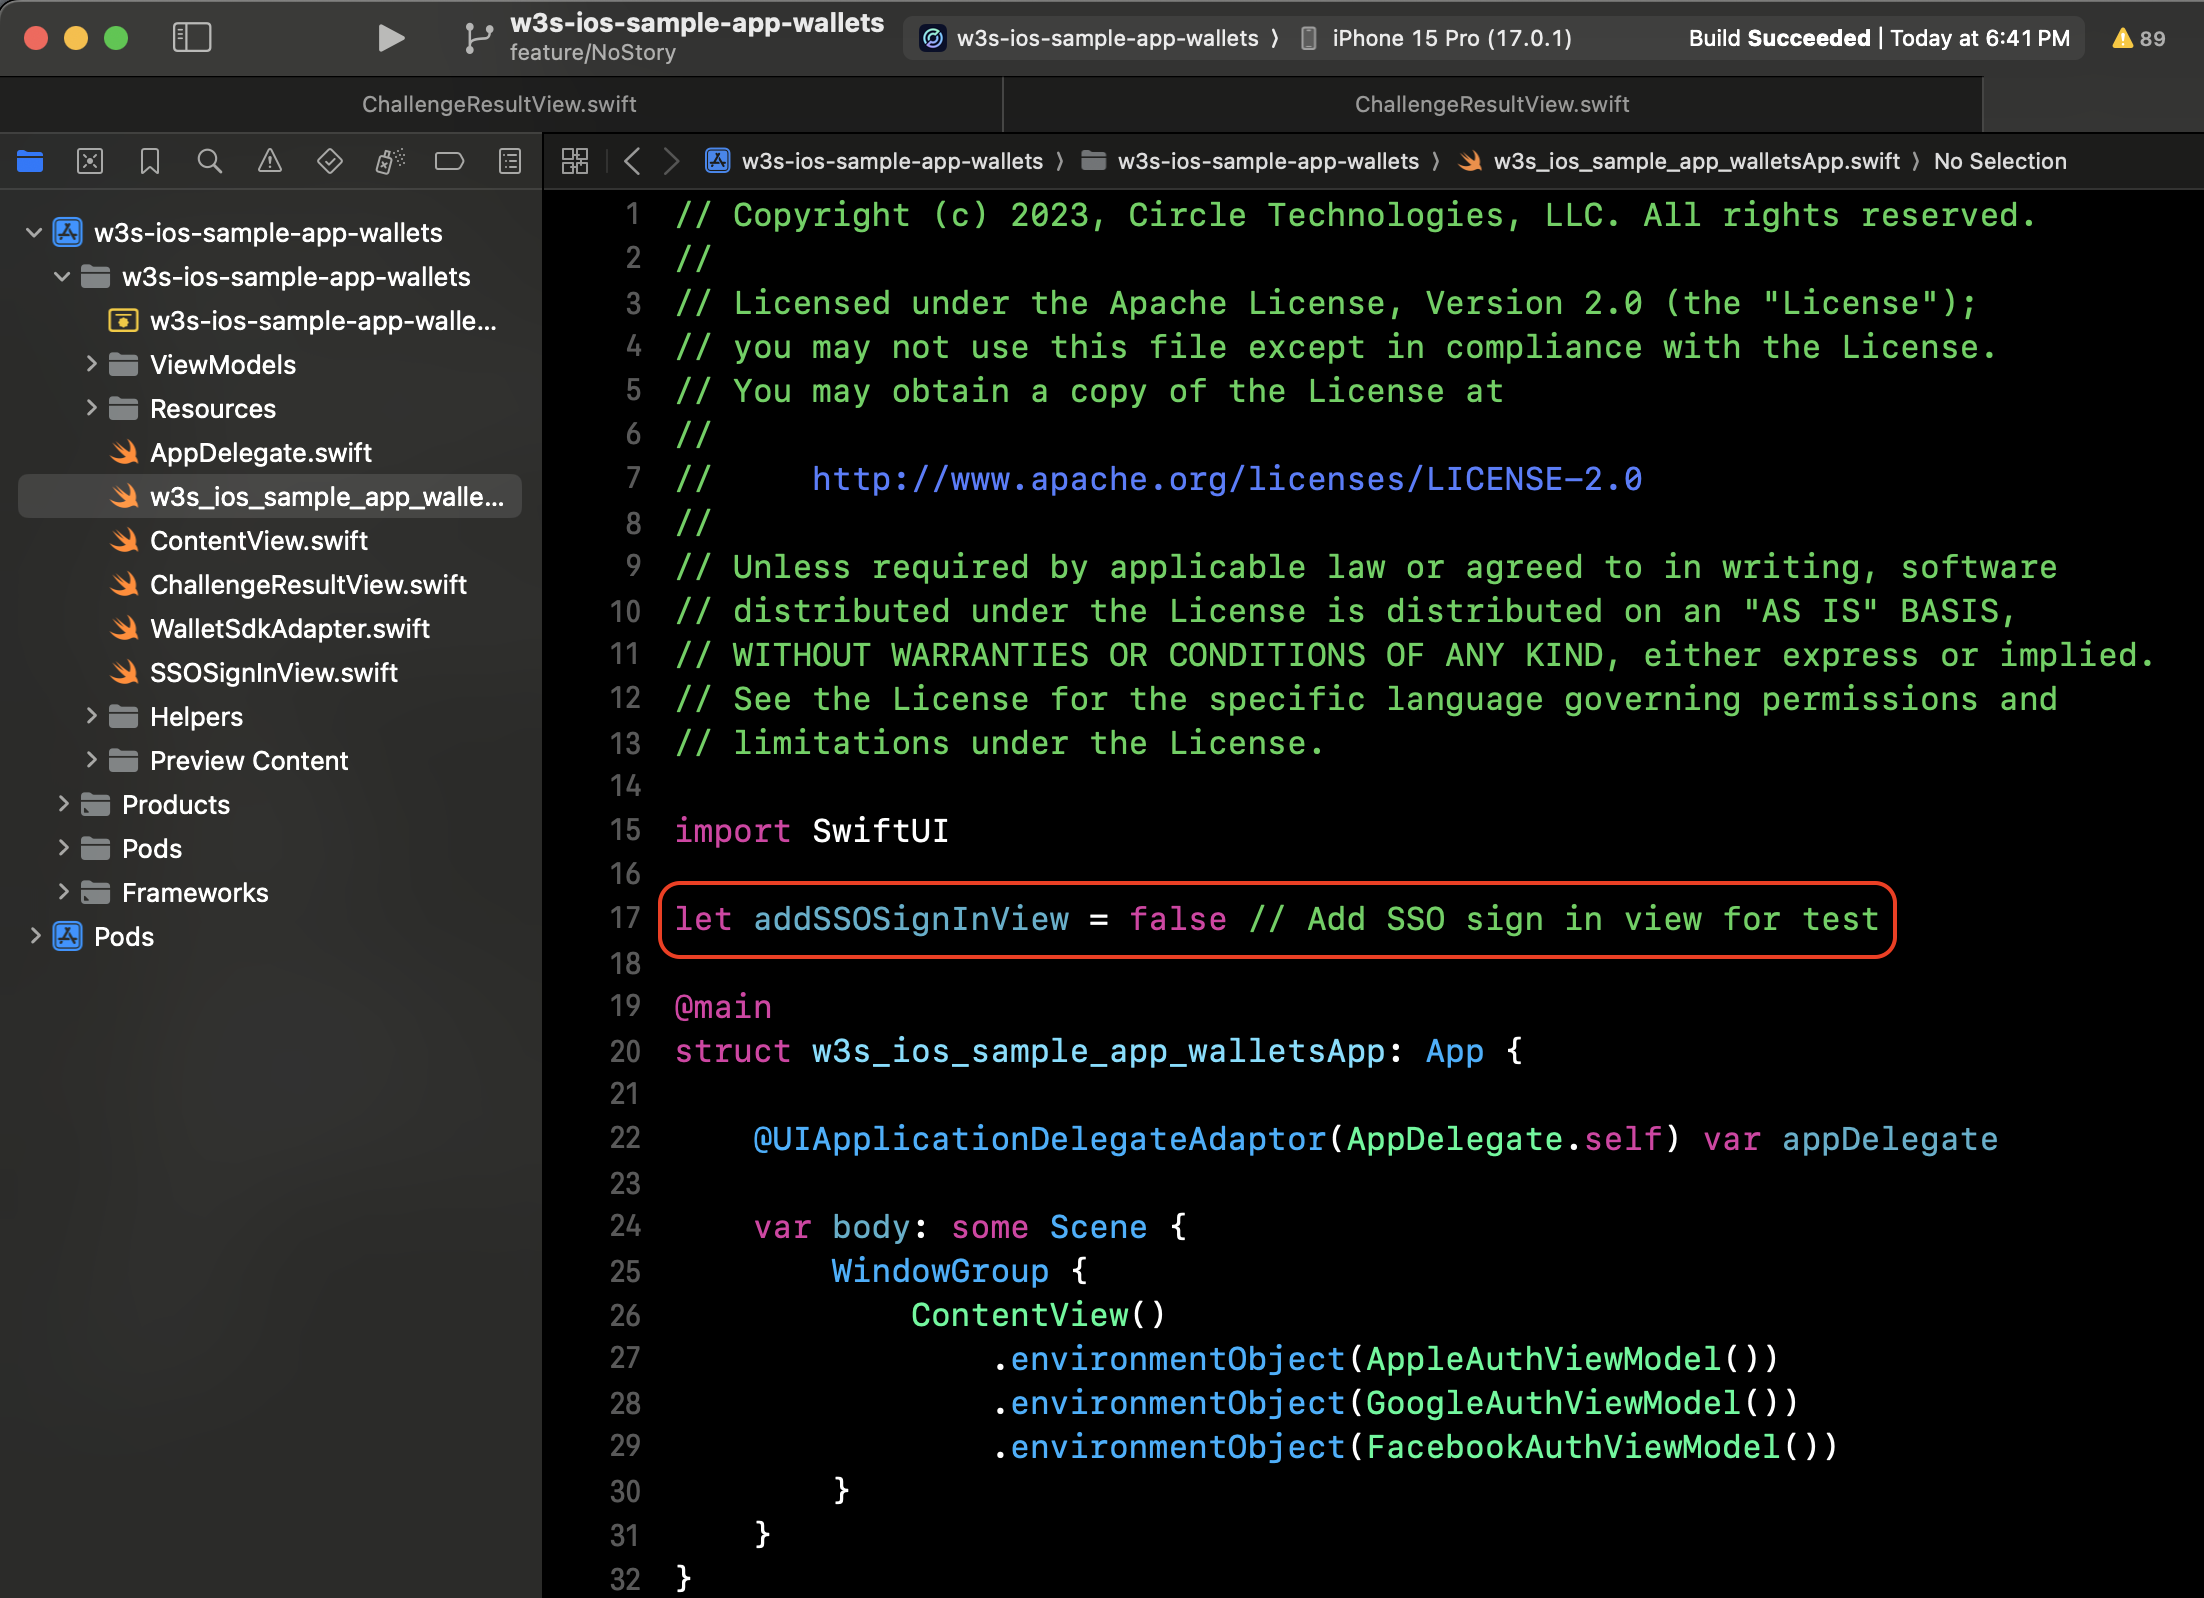 w3s-ios-sample-app-wallets
feature/NoStory
w3s-ios-sample-app-wallets ⟩ iPhone 15 Pro (17.0.1)
Build Succeeded | Today at 6:41 PM
89
ChallengeResultView.swift
ChallengeResultView.swift
w3s-ios-sample-app-wallets ⟩ w3s-ios-sample-app-wallets ⟩ w3s_ios_sample_app_walletsApp.swift ⟩ No Selection
w3s-ios-sample-app-wallets
w3s-ios-sample-app-wallets
w3s-ios-sample-app-walle...
ViewModels
Resources
AppDelegate.swift
w3s_ios_sample_app_walle...
ContentView.swift
ChallengeResultView.swift
WalletSdkAdapter.swift
SSOSignInView.swift
Helpers
Preview Content
Products
Pods
Frameworks
Pods
1 // Copyright (c) 2023, Circle Technologies, LLC. All rights reserved.
2 //
3 // Licensed under the Apache License, Version 2.0 (the "License");
4 // you may not use this file except in compliance with the License.
5 // You may obtain a copy of the License at
6 //
7 //     http://www.apache.org/licenses/LICENSE-2.0
8 //
9 // Unless required by applicable law or agreed to in writing, software
10 // distributed under the License is distributed on an "AS IS" BASIS,
11 // WITHOUT WARRANTIES OR CONDITIONS OF ANY KIND, either express or implied.
12 // See the License for the specific language governing permissions and
13 // limitations under the License.
14
15 import SwiftUI
16
17 let addSSOSignInView = false // Add SSO sign in view for test
18
19 @main
20 struct w3s_ios_sample_app_walletsApp: App {
21
22     @UIApplicationDelegateAdaptor(AppDelegate.self) var appDelegate
23
24     var body: some Scene {
25         WindowGroup {
26             ContentView()
27                 .environmentObject(AppleAuthViewModel())
28                 .environmentObject(GoogleAuthViewModel())
29                 .environmentObject(FacebookAuthViewModel())
30         }
31     }
32 }